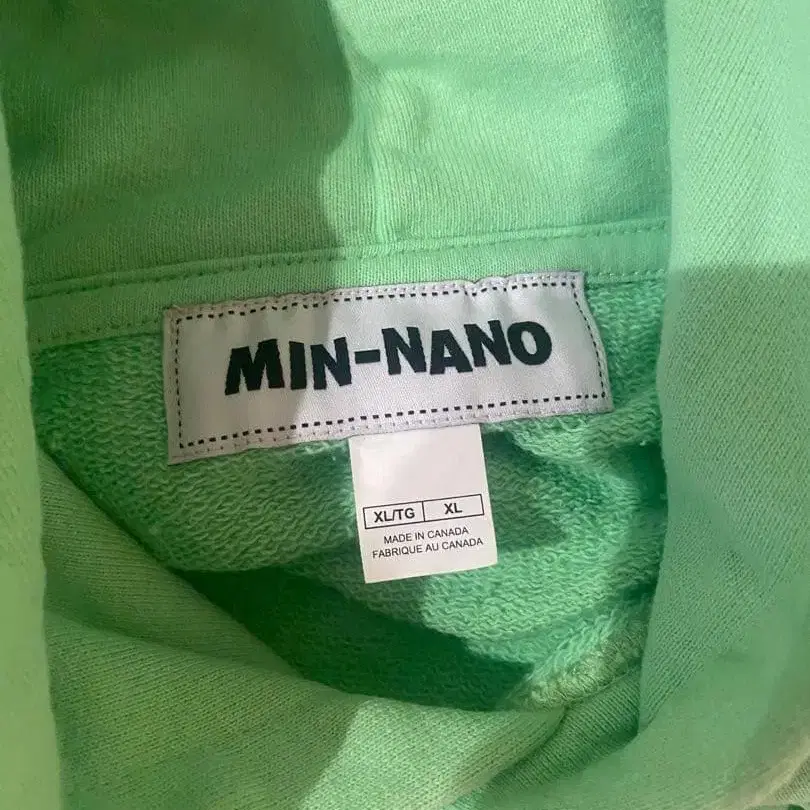 MIN-NANO
XL/TG XL
MADE IN CANADA
FABRIQUE AU CANADA